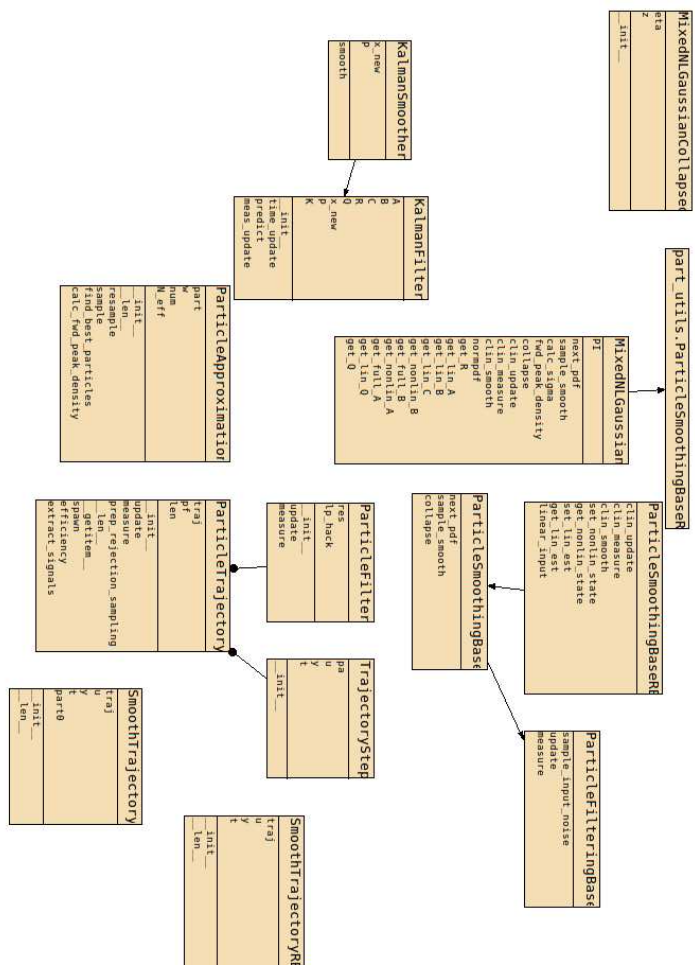 MixedNLGaussianCollapsed
eta
z
__init__
part_utils.ParticleSmoothingBaseR
ParticleSmoothingBaseRB
clin_update
clin_measure
clin_smooth
set_nonlin_state
get_nonlin_state
set_lin_est
get_lin_est
linear_input
MixedNLGaussian
PI
next_pdf
sample_smooth
calc_sigma
fwd_peak_density
collapse
clin_update
clin_measure
clin_smooth
normpdf
get_R
get_lin_A
get_lin_B
get_lin_C
get_nonlin_B
get_full_B
get_nonlin_A
get_full_A
get_lin_Q
get_Q
ParticleFilteringBase
sample_input_noise
update
measure
ParticleSmoothingBase
next_pdf
sample_smooth
collapse
KalmanSmoother
x_new
P
smooth
KalmanFilter
A
B
C
R
Q
x_new
P
K
__init__
time_update
predict
meas_update
ParticleFilter
res
lp_hack
__init__
update
measure
TrajectoryStep
pa
u
y
t
__init__
SmoothTrajectoryRB
traj
u
y
t
__init__
__len__
ParticleApproximation
part
w
num
N_eff
__init__
__len__
resample
sample
find_best_particles
calc_fwd_peak_density
ParticleTrajectory
traj
pf
len
__init__
update
measure
prep_rejection_sampling
__len__
__getitem__
spawn
efficiency
extract_signals
SmoothTrajectory
traj
u
y
t
part0
__init__
__len__